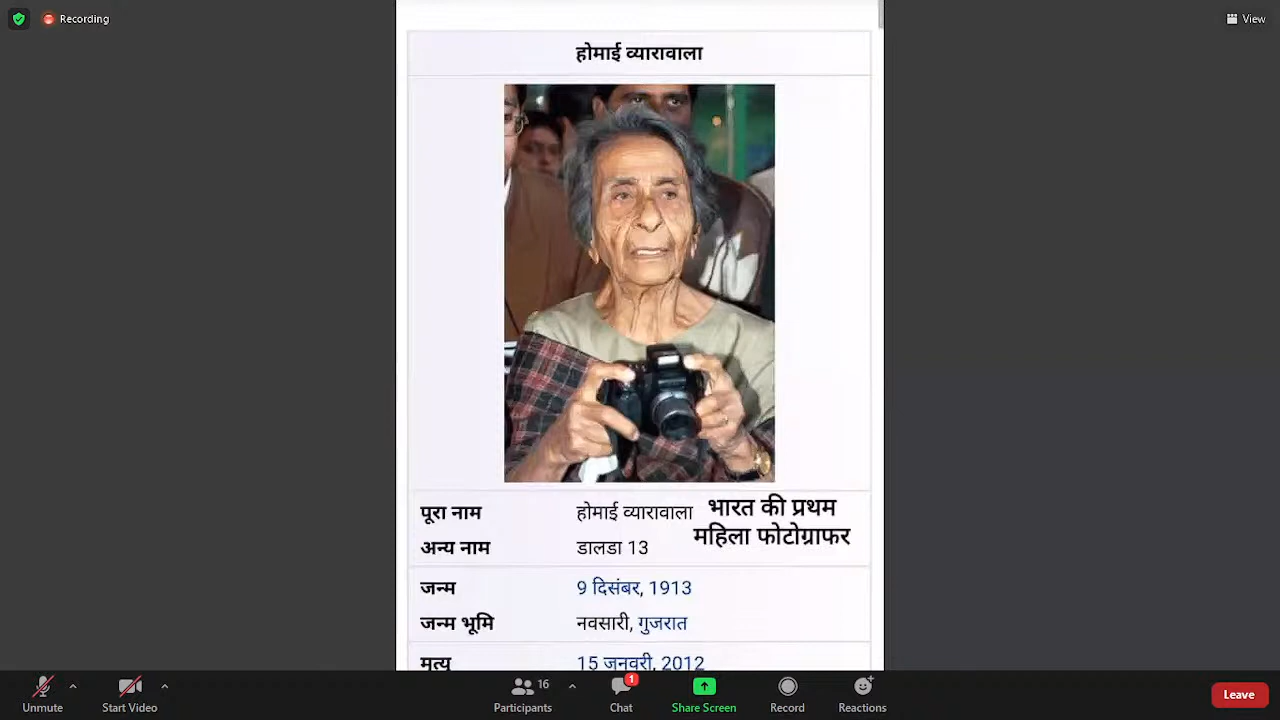 Recording
View
होमाई व्यारावाला
पूरा नाम होमाई व्यारावाला
भारत की प्रथम
महिला फोटोग्राफर
अन्य नाम डालडा 13
जन्म 9 दिसंबर, 1913
जन्म भूमि नवसारी, गुजरात
मृत्यु 15 जनवरी, 2012
16
1
Unmute
Start Video
Participants
Chat
Share Screen
Record
Reactions
Leave